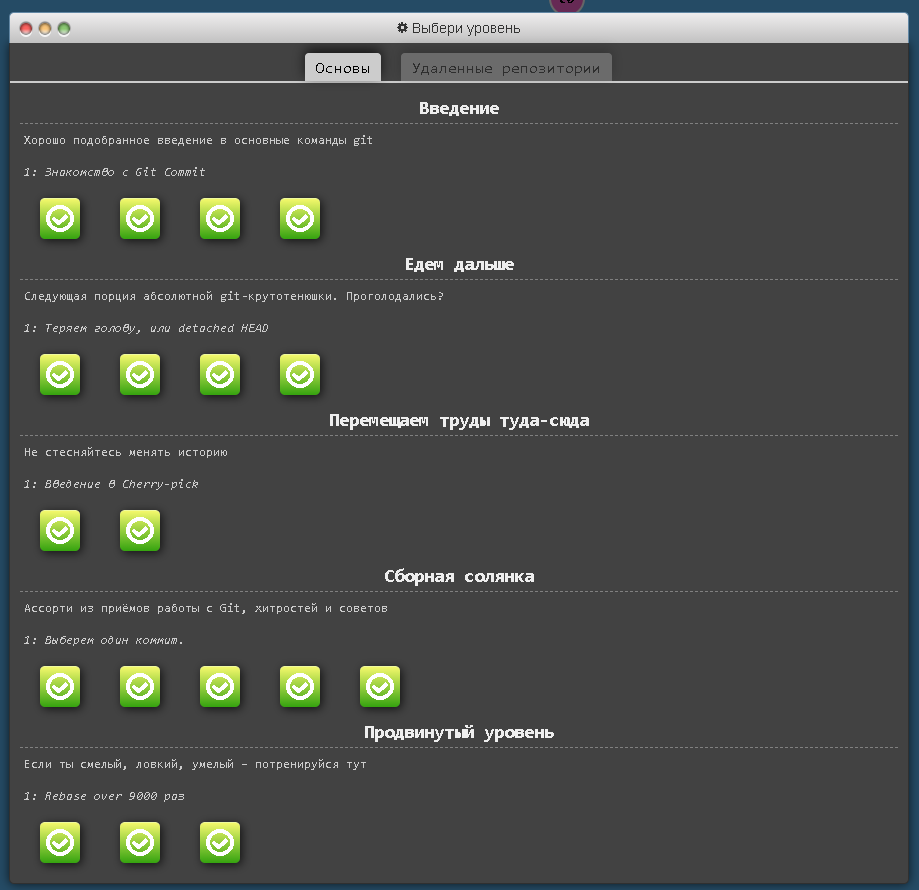 Выбери уровень
Основы
Удаленные репозитории
Введение
Хорошо подобранное введение в основные команды git
1: Знакомство с Git Commit
Едем дальше
Следующая порция абсолютной git-крутотенюшки. Проголодались?
1: Теряем голову, или detached HEAD
Перемещаем труды туда-сюда
Не стесняйтесь менять историю
1: Введение в Cherry-pick
Сборная солянка
Ассорти из приёмов работы с Git, хитростей и советов
1: Выберем один коммит.
Продвинутый уровень
Если ты смелый, ловкий, умелый – потренируйся тут
1: Rebase over 9000 раз